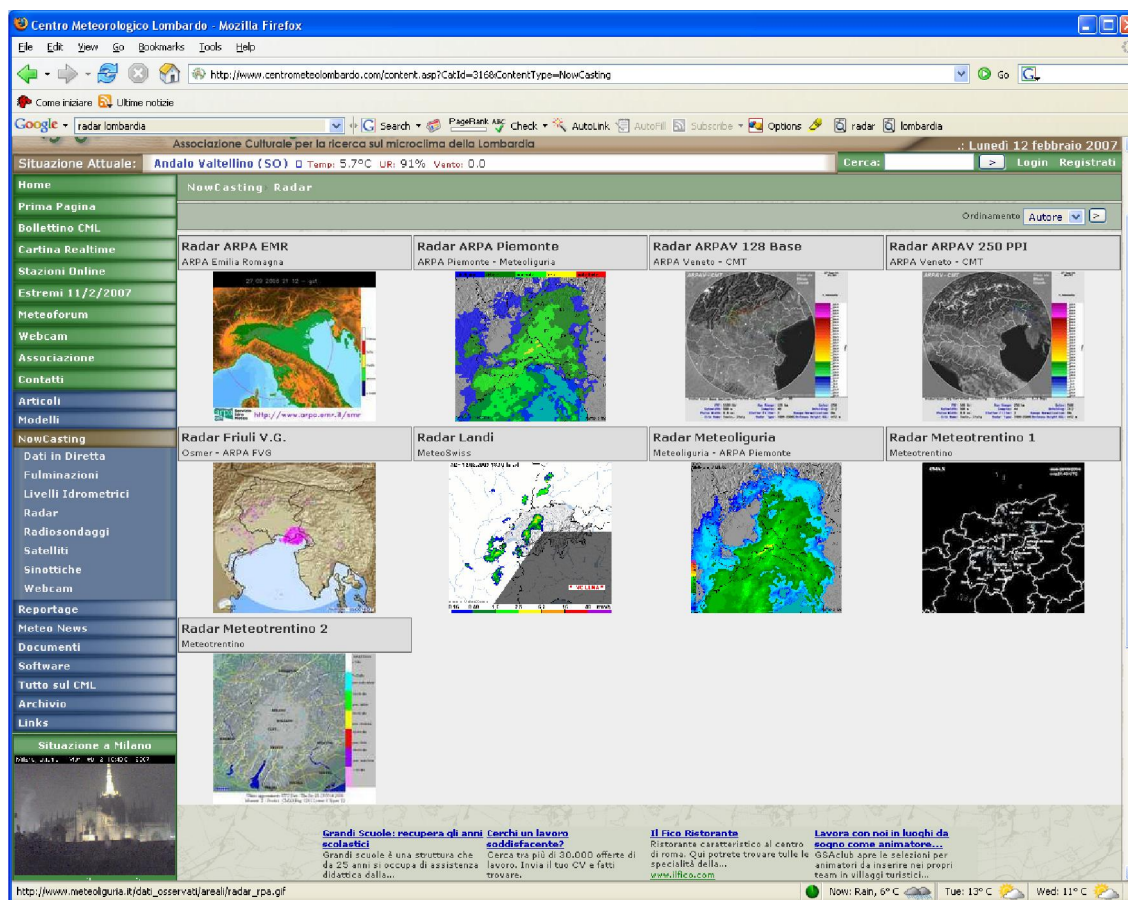 Centro Meteorologico Lombardo - Mozilla Firefox
File Edit View Go Bookmarks Tools Help
http://www.centrometeolombardo.com/content.asp?CatId=316&ContentType=NowCasting
Go
Come iniziare Ultime notizie
Google radar lombardia Search PageRank Check AutoLink AutoFill Subscribe Options radar lombardia
Associazione Culturale per la ricerca sul microclima della Lombardia
.: Lunedì 12 febbraio 2007
Situazione Attuale: Andalo Valtellino (SO) Temp: 5.7°C UR: 91% Vento: 0.0 Cerca: > Login Registrati
Home
Prima Pagina
Bollettino CML
Cartina Realtime
Stazioni Online
Estremi 11/2/2007
Meteoforum
Webcam
Associazione
Contatti
Articoli
Modelli
NowCasting
Dati in Diretta
Fulminazioni
Livelli Idrometrici
Radar
Radiosondaggi
Satelliti
Sinottiche
Webcam
Reportage
Meteo News
Documenti
Software
Tutto sul CML
Archivio
Links
Situazione a Milano
NowCasting Radar
Ordinamento Autore >
Radar ARPA EMR
ARPA Emilia Romagna
http://www.arpa.emr.it/smr
Radar ARPA Piemonte
ARPA Piemonte - Meteoliguria
Radar ARPAV 128 Base
ARPA Veneto - CMT
Radar ARPAV 250 PPI
ARPA Veneto - CMT
Radar Friuli V.G.
Osmer - ARPA FVG
Radar Landi
MeteoSwiss
Radar Meteoliguria
Meteoliguria - ARPA Piemonte
Radar Meteotrentino 1
Meteotrentino
Radar Meteotrentino 2
Meteotrentino
Grandi Scuole: recupera gli anni scolastici
Grandi scuole è una struttura che
da 25 anni si occupa di assistenza
didattica dalla...
Cerchi un lavoro soddisfacente?
Cerca tra più di 30.000 offerte di
lavoro. Invia il tuo CV e fatti
trovare.
Il Fico Ristorante
Ristorante caratteristico al centro
di roma. Qui potrete trovare tutte le
specialità della...
www.ilfico.com
Lavora con noi in luoghi da
sogno come animatore...
GSAclub apre le selezioni per
animatori da inserire nei propri
team in villaggi turistici...
http://www.meteoliguria.it/dati_osservati/areali/radar_rpa.gif
Now: Rain, 6° C Tue: 13° C Wed: 11° C